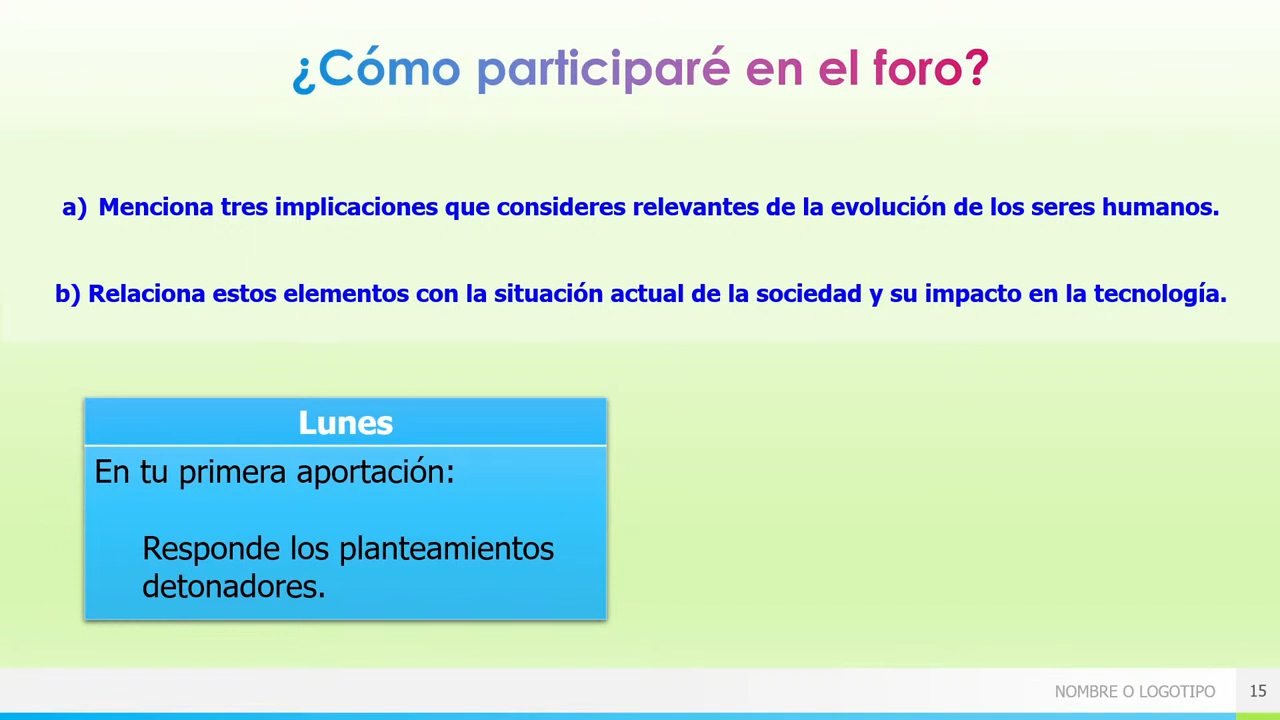 ¿Cómo participaré en el foro?
a) Menciona tres implicaciones que consideres relevantes de la evolución de los seres humanos.
b) Relaciona estos elementos con la situación actual de la sociedad y su impacto en la tecnología.
Lunes
En tu primera aportación:
Responde los planteamientos
detonadores.
NOMBRE O LOGOTIPO
15